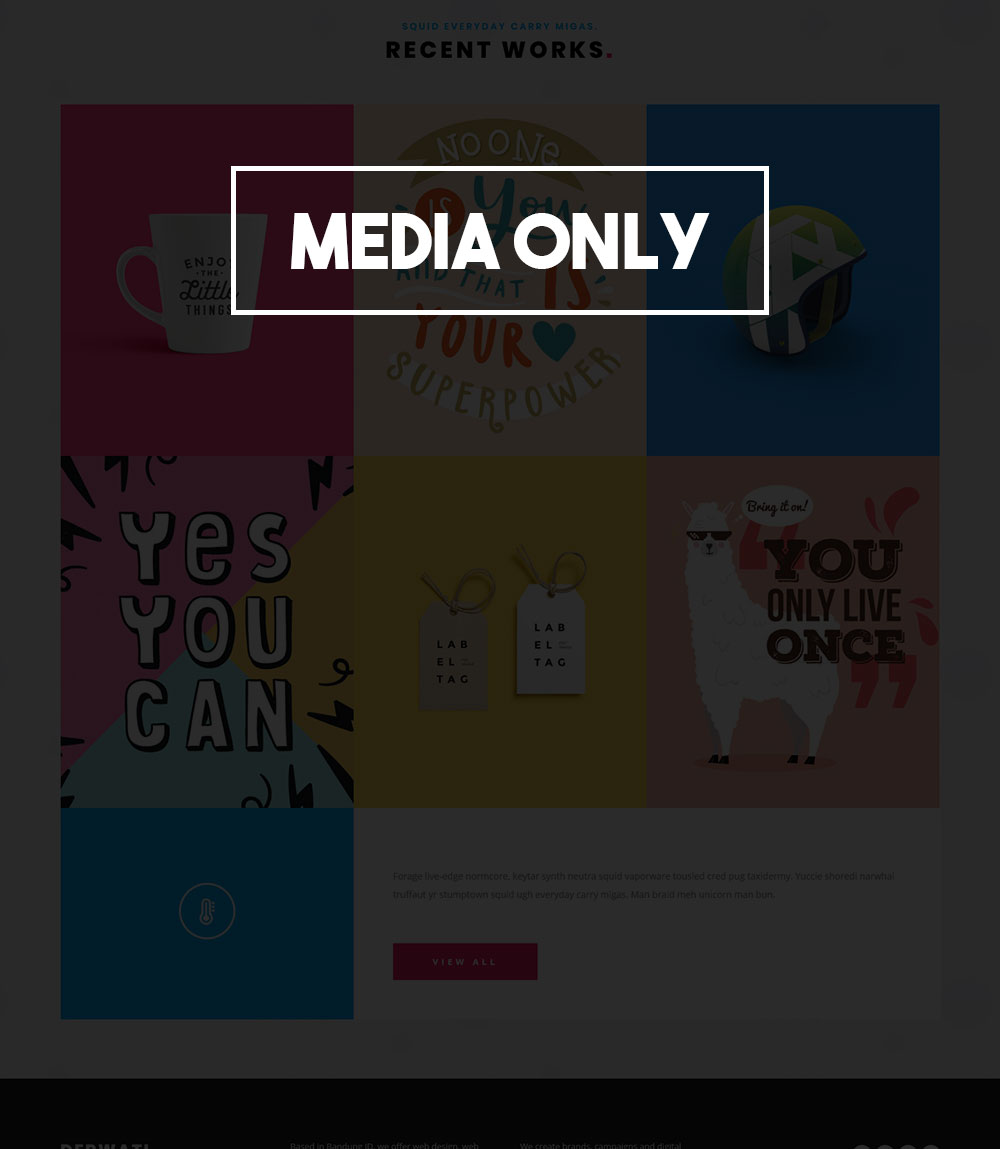 SQUID EVERYDAY CARRY MIGAS.
RECENT WORKS.
MEDIA ONLY
ENJOY
• THE •
Little
THINGS
NO ONE
IS You
AND THAT IS
YOUR
SUPERPOWER
YES
YOU
CAN
LAB
EL
TAG
LAB
EL
TAG
Bring it on!
YOU
ONLY LIVE
ONCE
Forage live-edge normcore, keytar synth neutra squid vaporware tousled cred pug taxidermy. Yuccie shoredi narwhal
truffaut yr stumptown squid ugh everyday carry migas. Man braid meh unicorn man bun.
VIEW ALL
Based in Bandung ID, we offer web design, web
We create brands, campaigns and digital